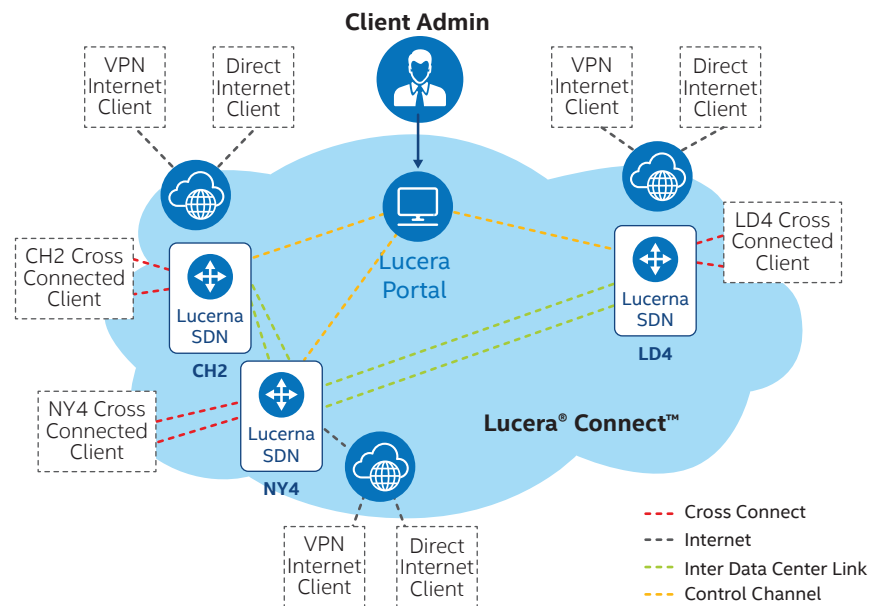 Client Admin
VPN
Internet
Client
Direct
Internet
Client
VPN
Internet
Client
Direct
Internet
Client
CH2 Cross
Connected
Client
Lucera
Portal
LD4 Cross
Connected
Client
Lucerna
SDN
CH2
Lucerna
SDN
LD4
NY4 Cross
Connected
Client
Lucerna
SDN
NY4
Lucera® Connect™
VPN
Internet
Client
Direct
Internet
Client
Cross Connect
Internet
Inter Data Center Link
Control Channel